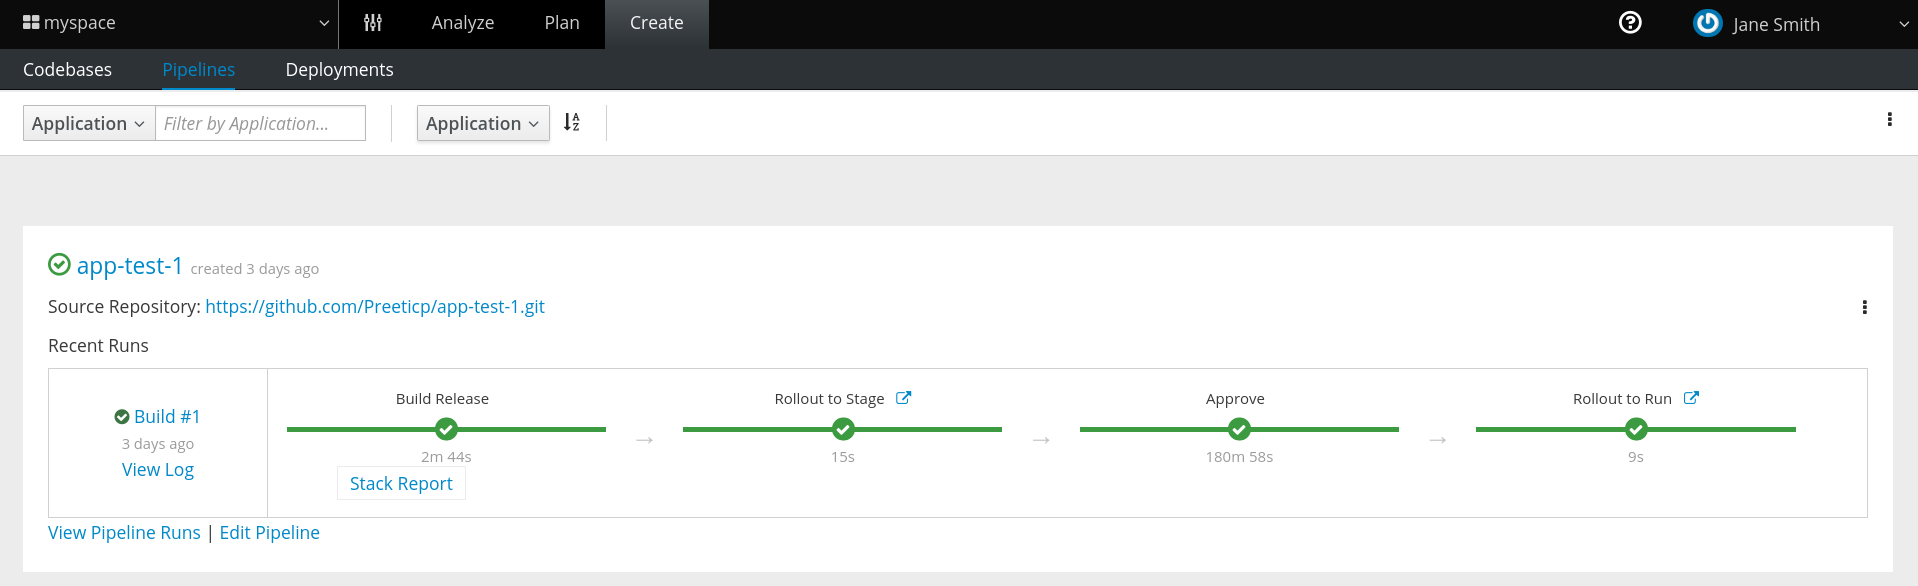 myspace Analyze Plan Create Jane Smith
Codebases Pipelines Deployments
Application Filter by Application... Application
app-test-1 created 3 days ago
Source Repository: https://github.com/Preeticp/app-test-1.git
Recent Runs
Build Release Rollout to Stage Approve Rollout to Run
Build #1
3 days ago
View Log
2m 44s 15s 180m 58s 9s
Stack Report
View Pipeline Runs | Edit Pipeline